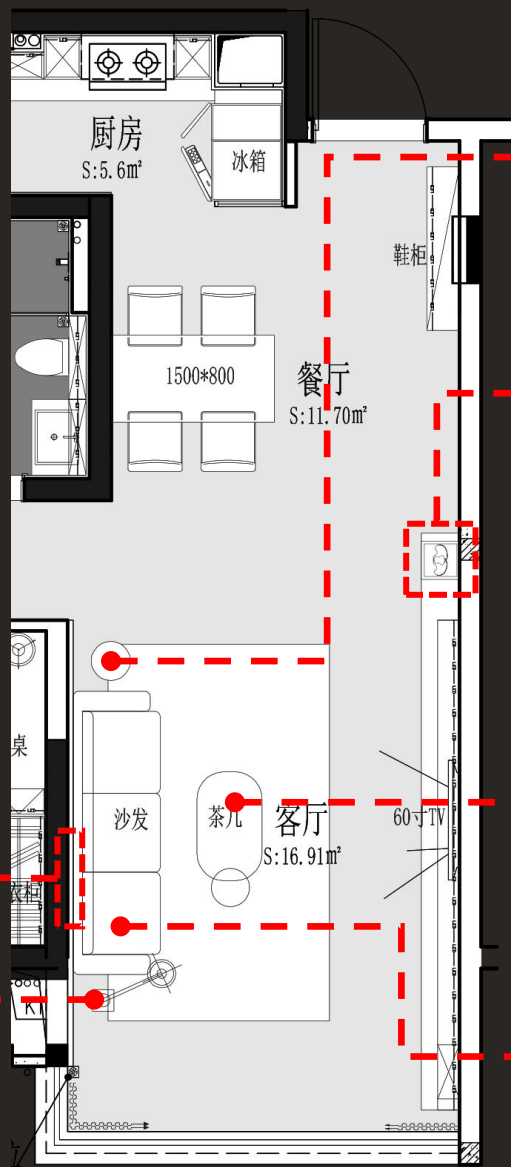 厨房
S:5.6m²
冰箱
鞋柜
1500*800
餐厅
S:11.70m²
桌
沙发
茶几
客厅
S:16.91m²
60寸TV
衣柜
KT